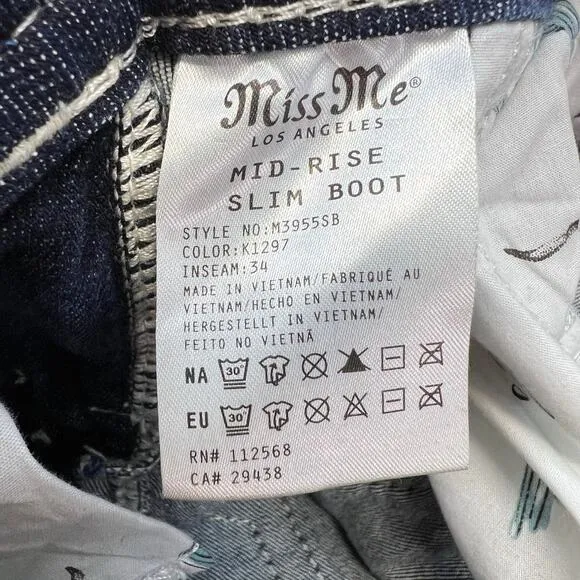 Miss Me®
LOS ANGELES
MID-RISE
SLIM BOOT
STYLE NO:M3955SB
COLOR:K1297
INSEAM:34
MADE IN VIETNAM/FABRIQUÉ AU
VIETNAM/HECHO EN VIETNAM/
HERGESTELLT IN VIETNAM/
FEITO NO VIETNÃ
NA 30°
EU 30°
RN# 112568
CA# 29438